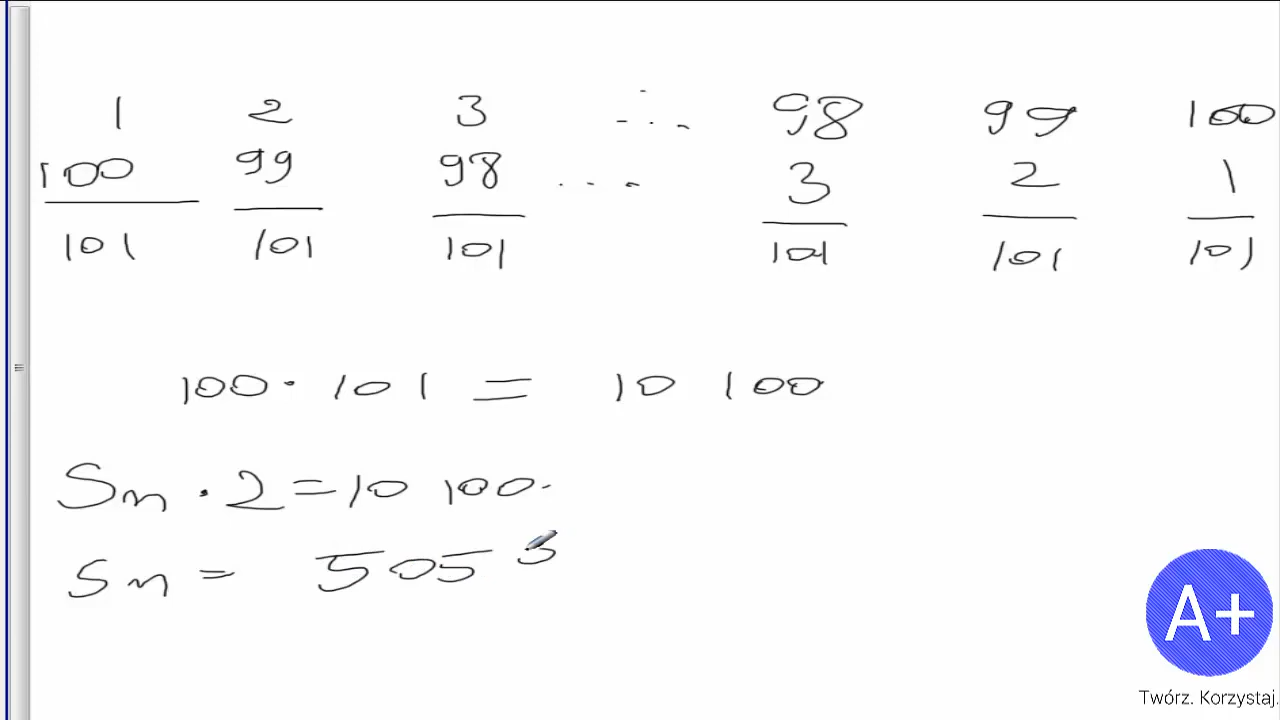 1 2 3 ... 98 99 100
100 99 98 ... 3 2 1
101 101 101 101 101 101
100 · 101 = 10 100
Sn · 2 = 10 100
Sn = 505
A+
Twórz. Korzystaj.